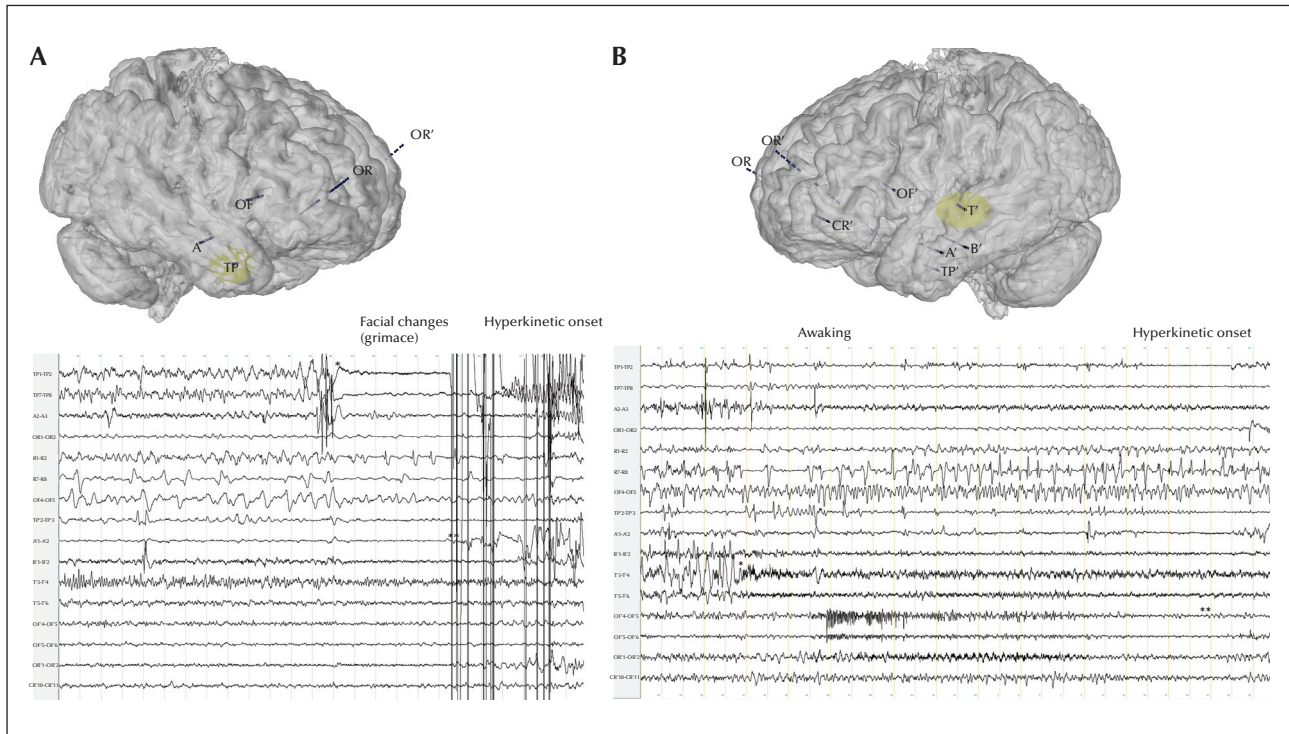 A
OR'
OR
OF
A
TP
Facial changes
(grimace)
Hyperkinetic onset
TP1-TP2
*
TP7-TP8
A2-A3
OR1-OR2
R1-R2
R7-R8
OF4-OF5
TP'2-TP'3
A'1-A'2
**
B'1-B'2
T'3-T'4
T'5-T'6
OF'4-OF'5
OF'5-OF'6
OR'1-OR'2
CR'10-CR'11
B
OR'
OR
OF'
T'
CR'
A'
B'
TP'
Awaking
Hyperkinetic onset
TP1-TP2
TP7-TP8
A2-A3
OR1-OR2
R1-R2
R7-R8
OF4-OF5
TP'2-TP'3
A'1-A'2
B'1-B'2
*
T'3-T'4
T'5-T'6
**
OF'4-OF'5
OF'5-OF'6
OR'1-OR'2
CR'10-CR'11